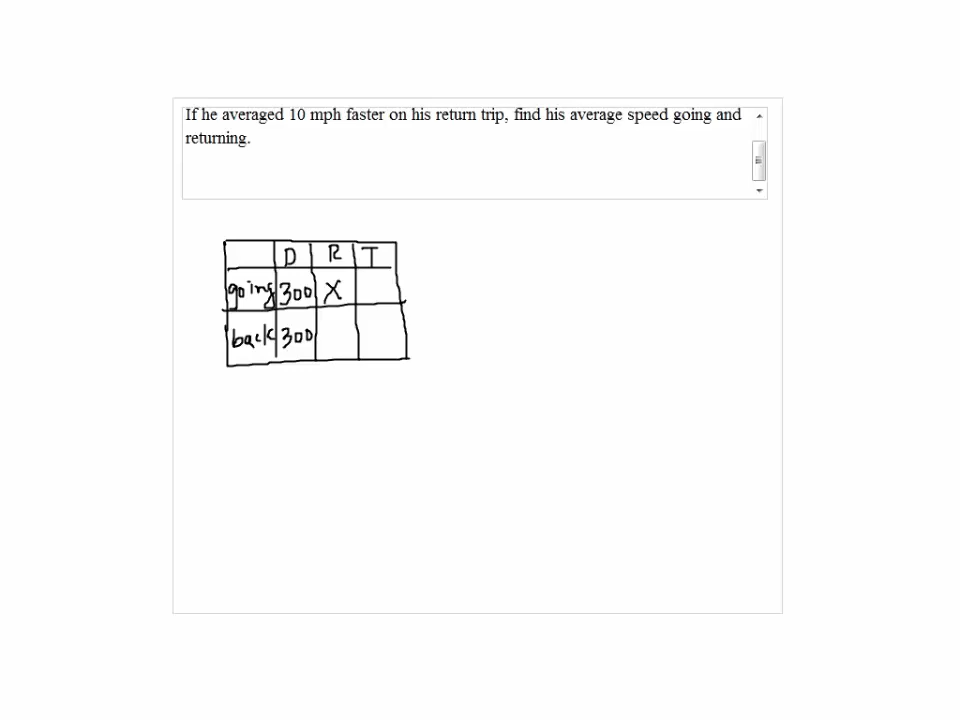 If he averaged 10 mph faster on his return trip, find his average speed going and
returning.
D R T
going 300 X
back 300